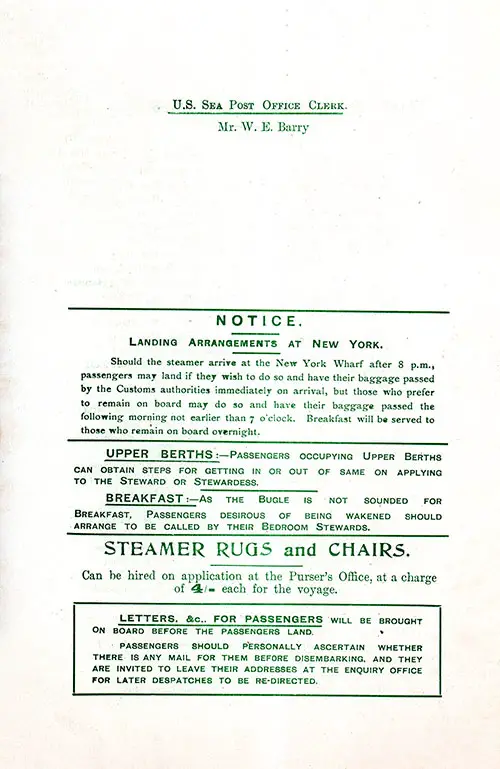 U.S. Sea Post Office Clerk.
Mr. W. E. Barry
NOTICE.
Landing Arrangements at New York.
Should the steamer arrive at the New York Wharf after 8 p.m.,
passengers may land if they wish to do so and have their baggage passed
by the Customs authorities immediately on arrival, but those who prefer
to remain on board may do so and have their baggage passed the
following morning not earlier than 7 o'clock. Breakfast will be served to
those who remain on board overnight.
UPPER BERTHS:—Passengers occupying Upper Berths
can obtain steps for getting in or out of same on applying
to the Steward or Stewardess.
BREAKFAST:—As the Bugle is not sounded for
Breakfast, Passengers desirous of being wakened should
arrange to be called by their Bedroom Stewards.
STEAMER RUGS and CHAIRS.
Can be hired on application at the Purser's Office, at a charge
of 4/- each for the voyage.
LETTERS, &c., FOR PASSENGERS will be brought
on board before the passengers land.
Passengers should personally ascertain whether
there is any mail for them before disembarking, and they
are invited to leave their addresses at the enquiry office
for later despatches to be re-directed.